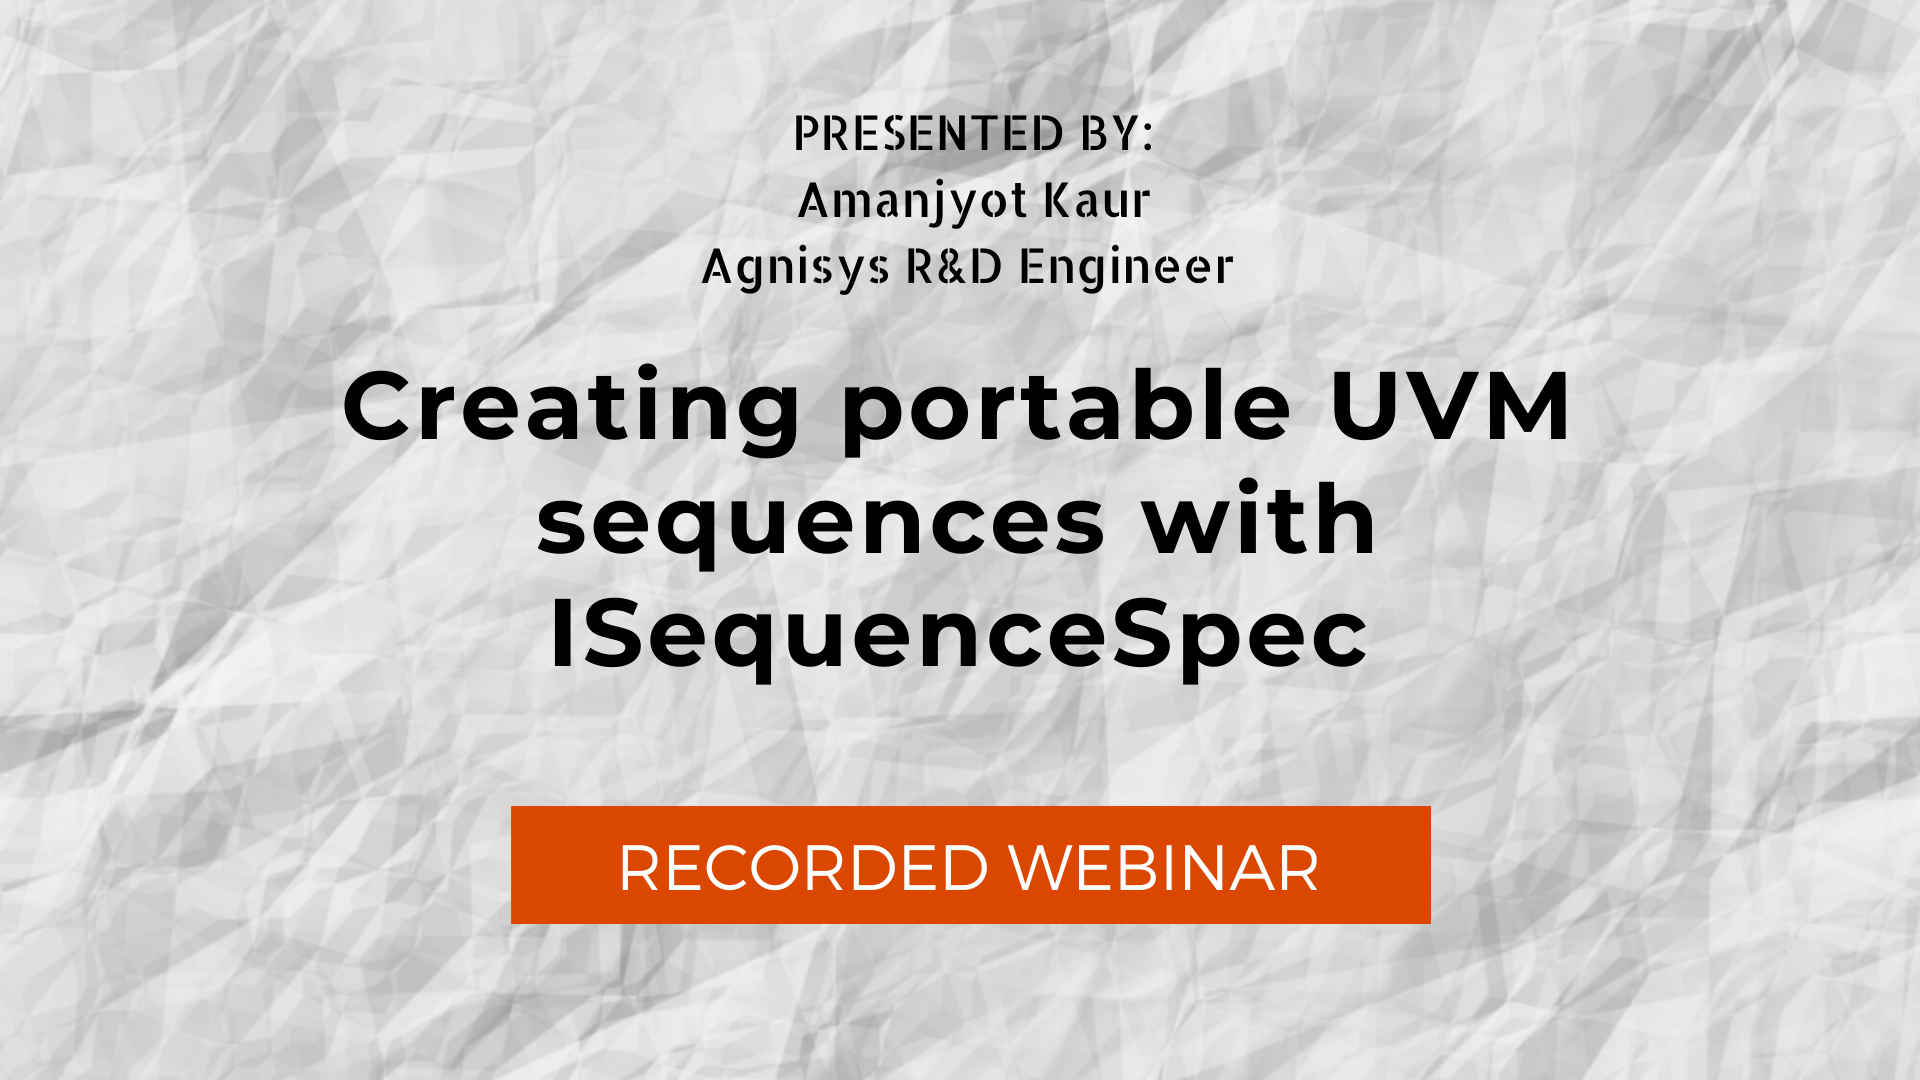 PRESENTED BY:
Amanjyot Kaur
Agnisys R&D Engineer
Creating portable UVM
sequences with
ISequenceSpec
RECORDED WEBINAR